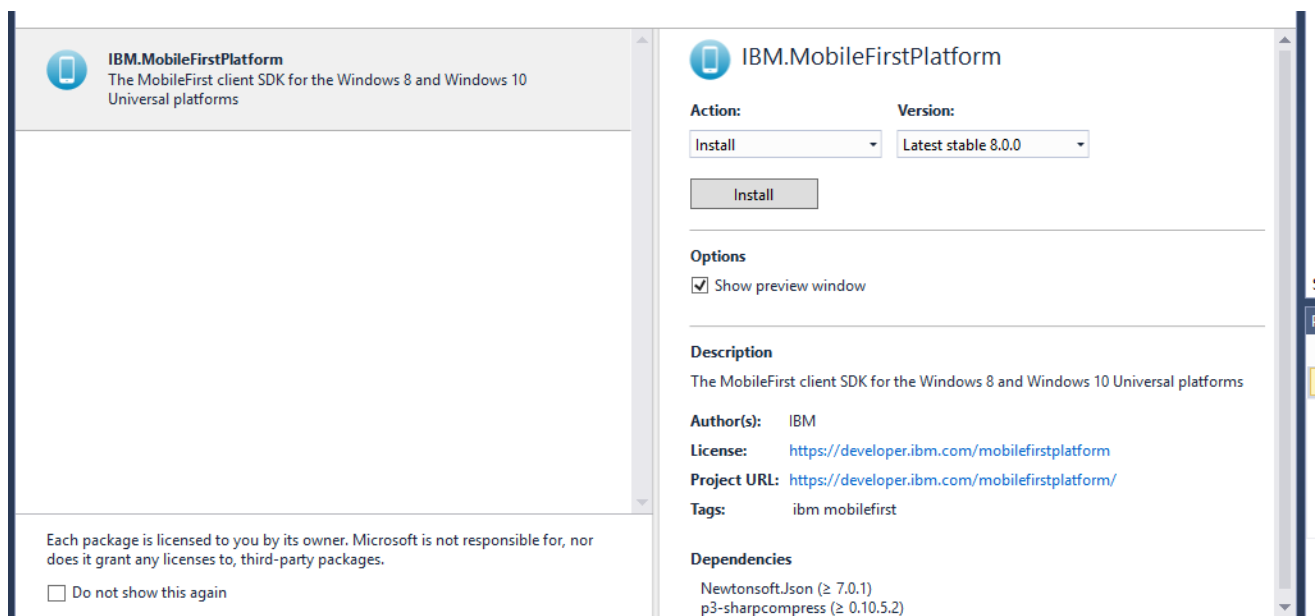 IBM.MobileFirstPlatform
The MobileFirst client SDK for the Windows 8 and Windows 10
Universal platforms
Each package is licensed to you by its owner. Microsoft is not responsible for, nor
does it grant any licenses to, third-party packages.
Do not show this again
IBM.MobileFirstPlatform
Action: Version:
Install Latest stable 8.0.0
Install
Options
Show preview window
Description
The MobileFirst client SDK for the Windows 8 and Windows 10 Universal platforms
Author(s): IBM
License: https://developer.ibm.com/mobilefirstplatform
Project URL: https://developer.ibm.com/mobilefirstplatform/
Tags: ibm mobilefirst
Dependencies
Newtonsoft.Json (≥ 7.0.1)
p3-sharpcompress (≥ 0.10.5.2)